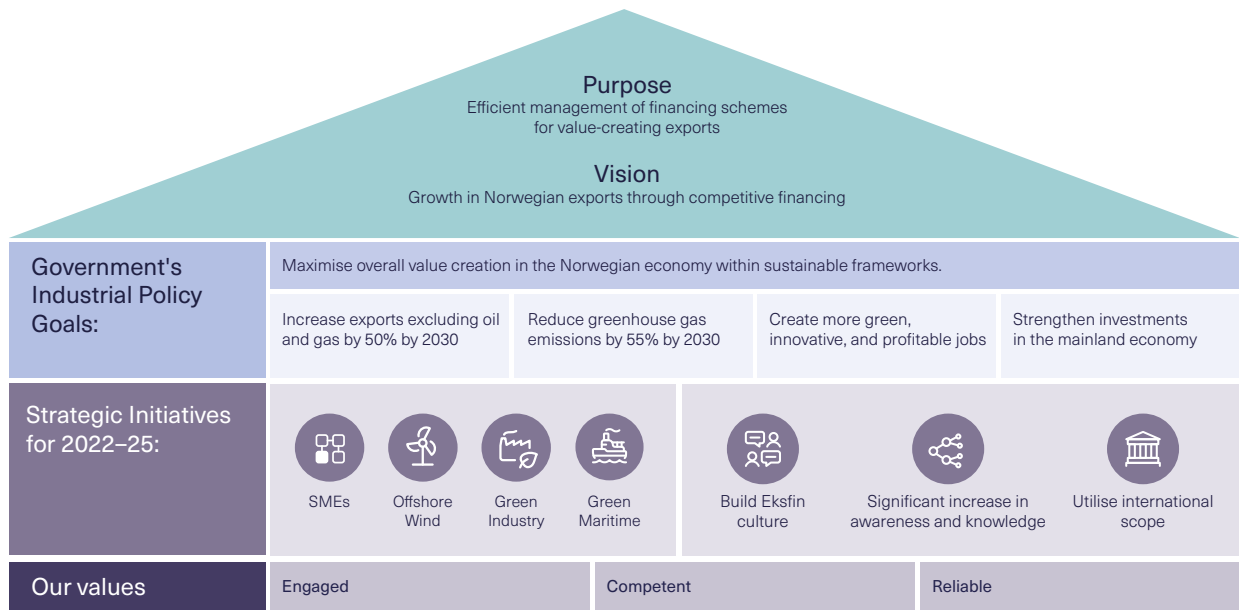 Purpose
Efficient management of financing schemes
for value-creating exports
Vision
Growth in Norwegian exports through competitive financing
Government's
Industrial Policy
Goals:
Maximise overall value creation in the Norwegian economy within sustainable frameworks.
Increase exports excluding oil
and gas by 50% by 2030
Reduce greenhouse gas
emissions by 55% by 2030
Create more green,
innovative, and profitable jobs
Strengthen investments
in the mainland economy
Strategic Initiatives
for 2022–25:
SMEs
Offshore
Wind
Green
Industry
Green
Maritime
Build Eksfin
culture
Significant increase in
awareness and knowledge
Utilise international
scope
Our values
Engaged
Competent
Reliable